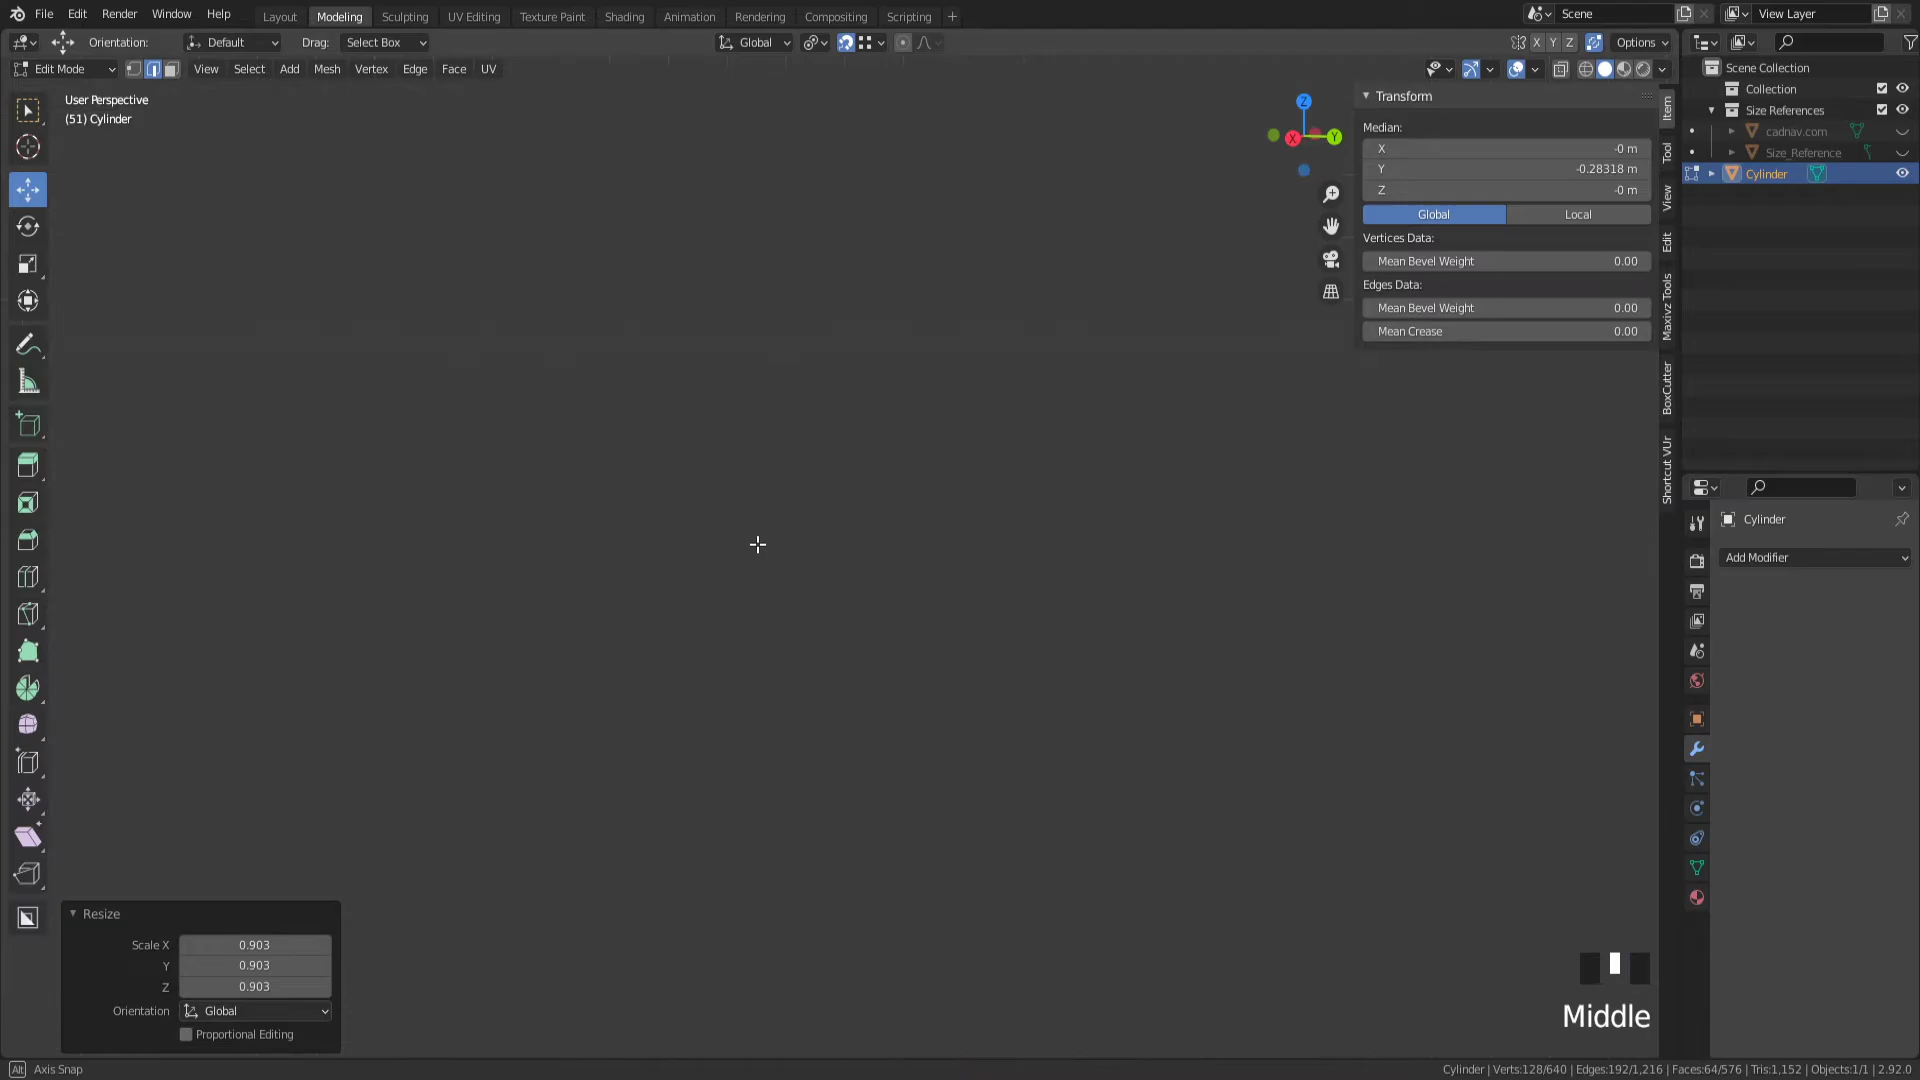 File Edit Render Window Help Layout Modeling Sculpting UV Editing Texture Paint Shading Animation Rendering Compositing Scripting + Scene View Layer
Orientation: Default Drag: Select Box Global X Y Z Options
Edit Mode View Select Add Mesh Vertex Edge Face UV
User Perspective
(51) Cylinder
Z
X
Y
Transform
Median:
X -0 m
Y -0.28318 m
Z -0 m
Global Local
Vertices Data:
Mean Bevel Weight 0.00
Edges Data:
Mean Bevel Weight 0.00
Mean Crease 0.00
Item
Tool
View
Edit
Maxivz Tools
BoxCutter
Shortcut VUr
Scene Collection
Collection
Size References
cadnav.com
Size_Reference
Cylinder
Cylinder
Add Modifier
Resize
Scale X 0.903
Y 0.903
Z 0.903
Orientation Global
Proportional Editing
Middle
Alt Axis Snap
Cylinder | Verts:128/640 | Edges:192/1,216 | Faces:64/576 | Tris:1,152 | Objects:1/1 | 2.92.0